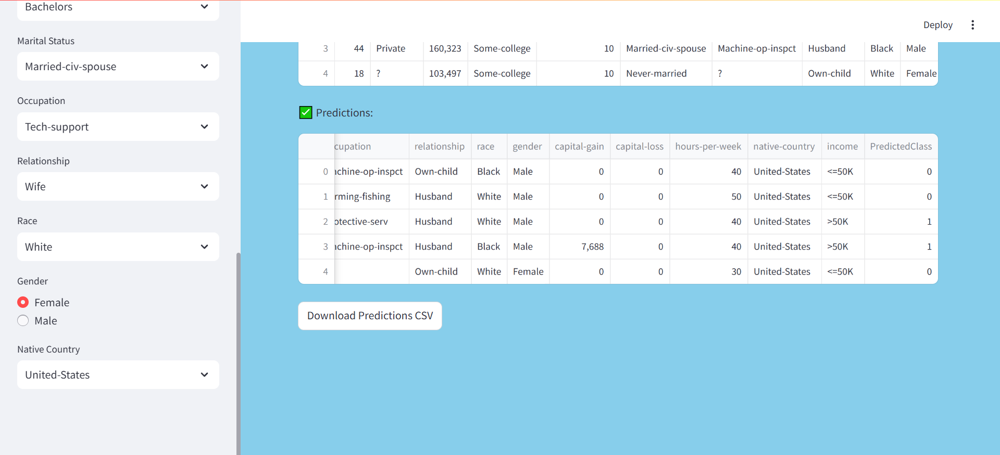 Bachelors
Marital Status
Married-civ-spouse
Occupation
Tech-support
Relationship
Wife
Race
White
Gender
Female
Male
Native Country
United-States
Deploy
3 44 Private 160,323 Some-college 10 Married-civ-spouse Machine-op-inspct Husband Black Male
4 18 ? 103,497 Some-college 10 Never-married ? Own-child White Female
Predictions:
cupation relationship race gender capital-gain capital-loss hours-per-week native-country income PredictedClass
0 achine-op-inspct Own-child Black Male 0 0 40 United-States <=50K 0
1 rming-fishing Husband White Male 0 0 50 United-States <=50K 0
2 otective-serv Husband White Male 0 0 40 United-States >50K 1
3 achine-op-inspct Husband Black Male 7,688 0 40 United-States >50K 1
4 Own-child White Female 0 0 30 United-States <=50K 0
Download Predictions CSV